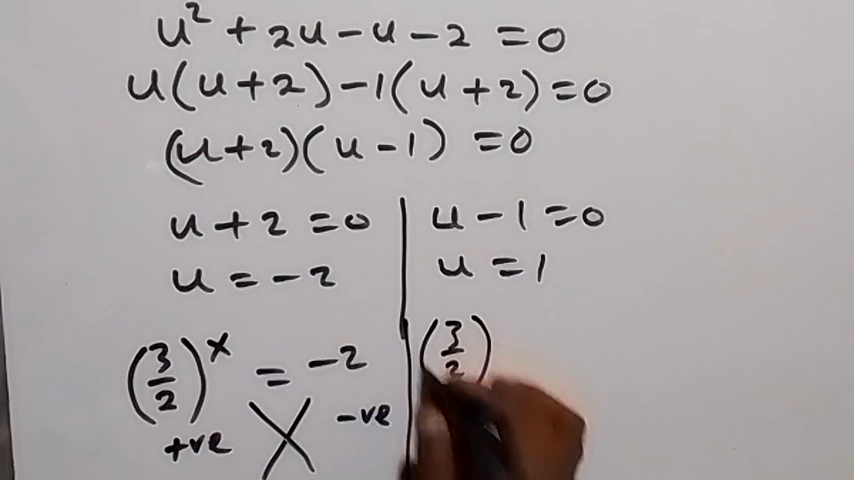 u² + 2u - u - 2 = 0
u(u + 2) - 1(u + 2) = 0
(u + 2)(u - 1) = 0
u + 2 = 0
u = -2
(3/2)^x = -2
+ve -ve
u - 1 = 0
u = 1
(3/2)